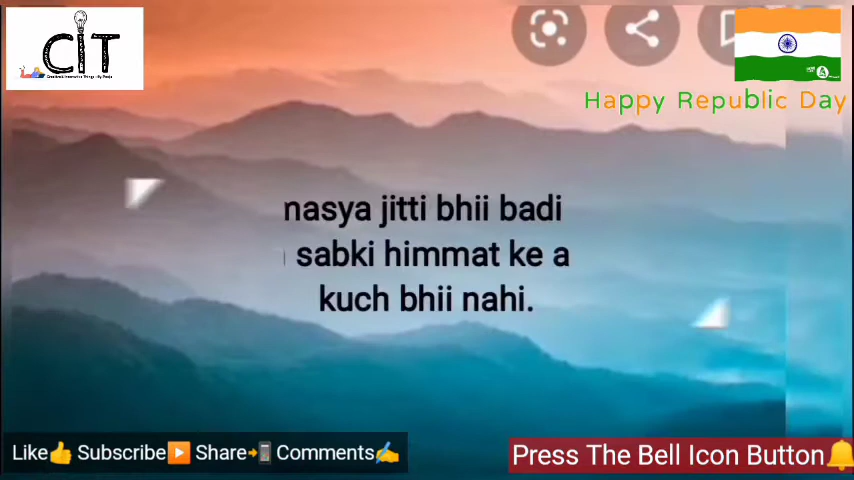 CiT
Happy Republic Day
nasya jitti bhii badi
sabki himmat ke a
kuch bhii nahi.
Like👍 Subscribe▶️ Share📲 Comments✍️
Press The Bell Icon Button🔔